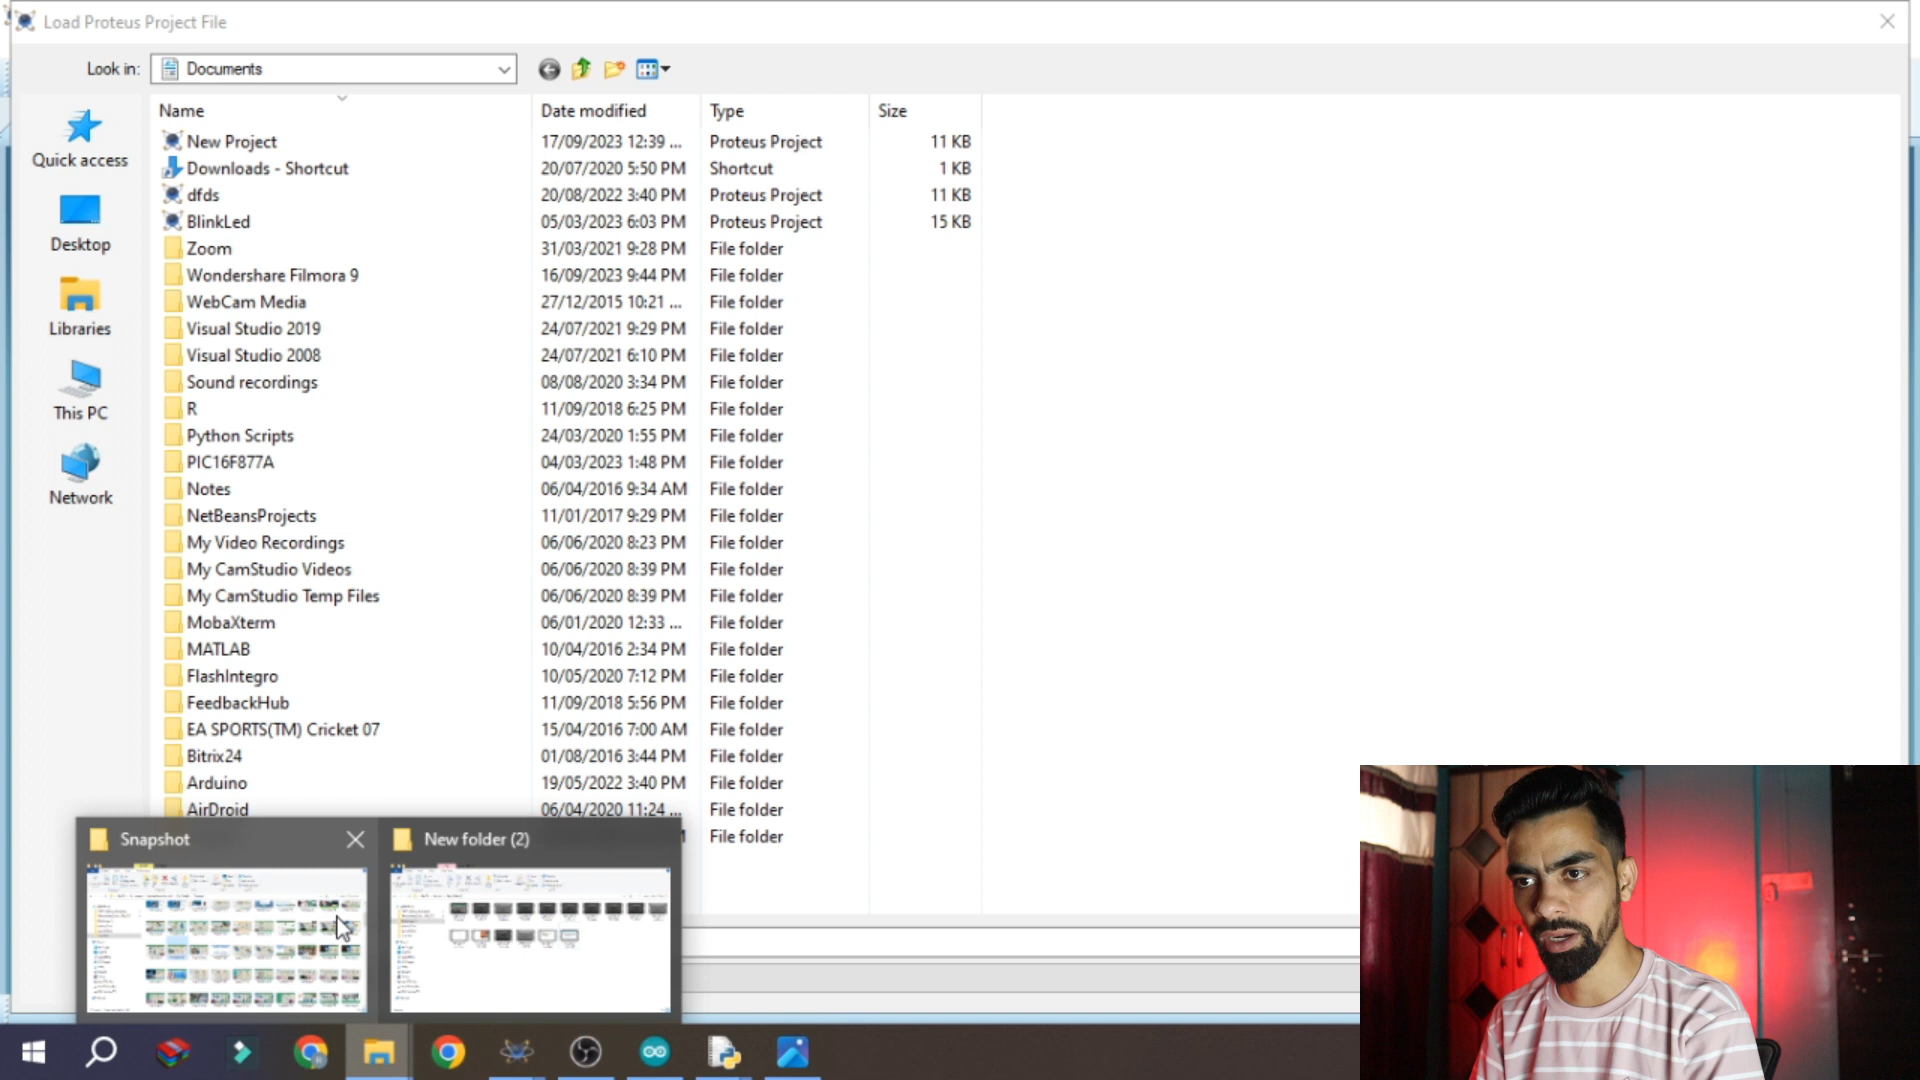 Load Proteus Project File
Look in: Documents
Name Date modified Type Size
Quick access
Desktop
Libraries
This PC
Network
New Project 17/09/2023 12:39 ... Proteus Project 11 KB
Downloads - Shortcut 20/07/2020 5:50 PM Shortcut 1 KB
dfds 20/08/2022 3:40 PM Proteus Project 11 KB
BlinkLed 05/03/2023 6:03 PM Proteus Project 15 KB
Zoom 31/03/2021 9:28 PM File folder
Wondershare Filmora 9 16/09/2023 9:44 PM File folder
WebCam Media 27/12/2015 10:21 ... File folder
Visual Studio 2019 24/07/2021 9:29 PM File folder
Visual Studio 2008 24/07/2021 6:10 PM File folder
Sound recordings 08/08/2020 3:34 PM File folder
R 11/09/2018 6:25 PM File folder
Python Scripts 24/03/2020 1:55 PM File folder
PIC16F877A 04/03/2023 1:48 PM File folder
Notes 06/04/2016 9:34 AM File folder
NetBeansProjects 11/01/2017 9:29 PM File folder
My Video Recordings 06/06/2020 8:23 PM File folder
My CamStudio Videos 06/06/2020 8:39 PM File folder
My CamStudio Temp Files 06/06/2020 8:39 PM File folder
MobaXterm 06/01/2020 12:33 ... File folder
MATLAB 10/04/2016 2:34 PM File folder
FlashIntegro 10/05/2020 7:12 PM File folder
FeedbackHub 11/09/2018 5:56 PM File folder
EA SPORTS(TM) Cricket 07 15/04/2016 7:00 AM File folder
Bitrix24 01/08/2016 3:44 PM File folder
Arduino 19/05/2022 3:40 PM File folder
AirDroid 06/04/2020 11:24 ... File folder
File folder
Snapshot New folder (2)